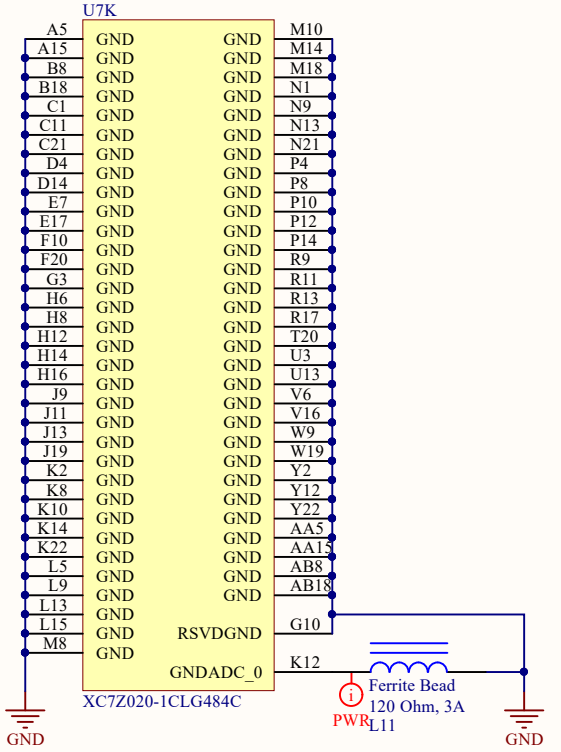 U7K
A5 GND GND M10
A15 GND GND M14
B8 GND GND M18
B18 GND GND N1
C1 GND GND N9
C11 GND GND N13
C21 GND GND N21
D4 GND GND P4
D14 GND GND P8
E7 GND GND P10
E17 GND GND P12
F10 GND GND P14
F20 GND GND R9
G3 GND GND R11
H6 GND GND R13
H8 GND GND R17
H12 GND GND T20
H14 GND GND U3
H16 GND GND U13
J9 GND GND V6
J11 GND GND V16
J13 GND GND W9
J19 GND GND W19
K2 GND GND Y2
K8 GND GND Y12
K10 GND GND Y22
K14 GND GND AA5
K22 GND GND AA15
L5 GND GND AB8
L9 GND GND AB18
L13 GND
L15 GND RSVDGND G10
M8 GND
GNDADC_0 K12
XC7Z020-1CLG484C
i
PWR
Ferrite Bead
120 Ohm, 3A
L11
GND
GND